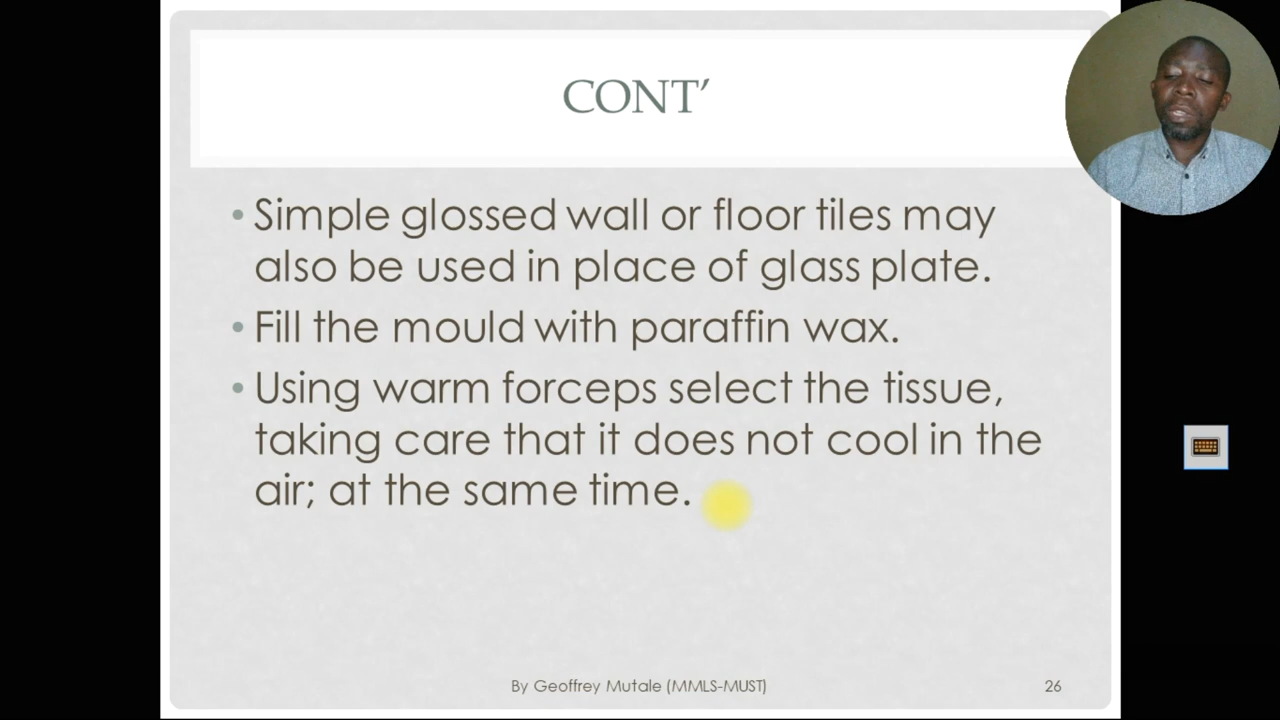 CONT’
• Simple glossed wall or floor tiles may
also be used in place of glass plate.
• Fill the mould with paraffin wax.
• Using warm forceps select the tissue,
taking care that it does not cool in the
air; at the same time.
By Geoffrey Mutale (MMLS-MUST)
26